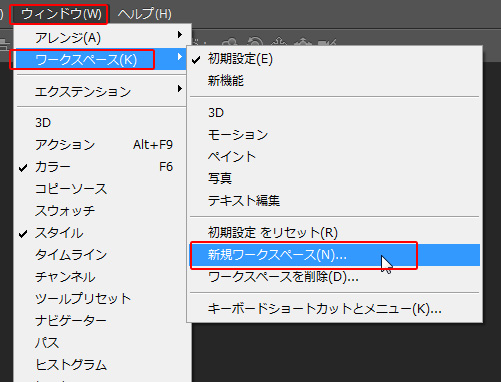 ウィンドウ(W) ヘルプ(H)
アレンジ(A)
ワークスペース(K)
エクステンション
3D
アクション Alt+F9
カラー F6
コピーソース
スウォッチ
スタイル
タイムライン
チャンネル
ツールプリセット
ナビゲーター
パス
ヒストグラム
初期設定(E)
新機能
3D
モーション
ペイント
写真
テキスト編集
初期設定 をリセット(R)
新規ワークスペース(N)...
ワークスペースを削除(D)...
キーボードショートカットとメニュー(K)...